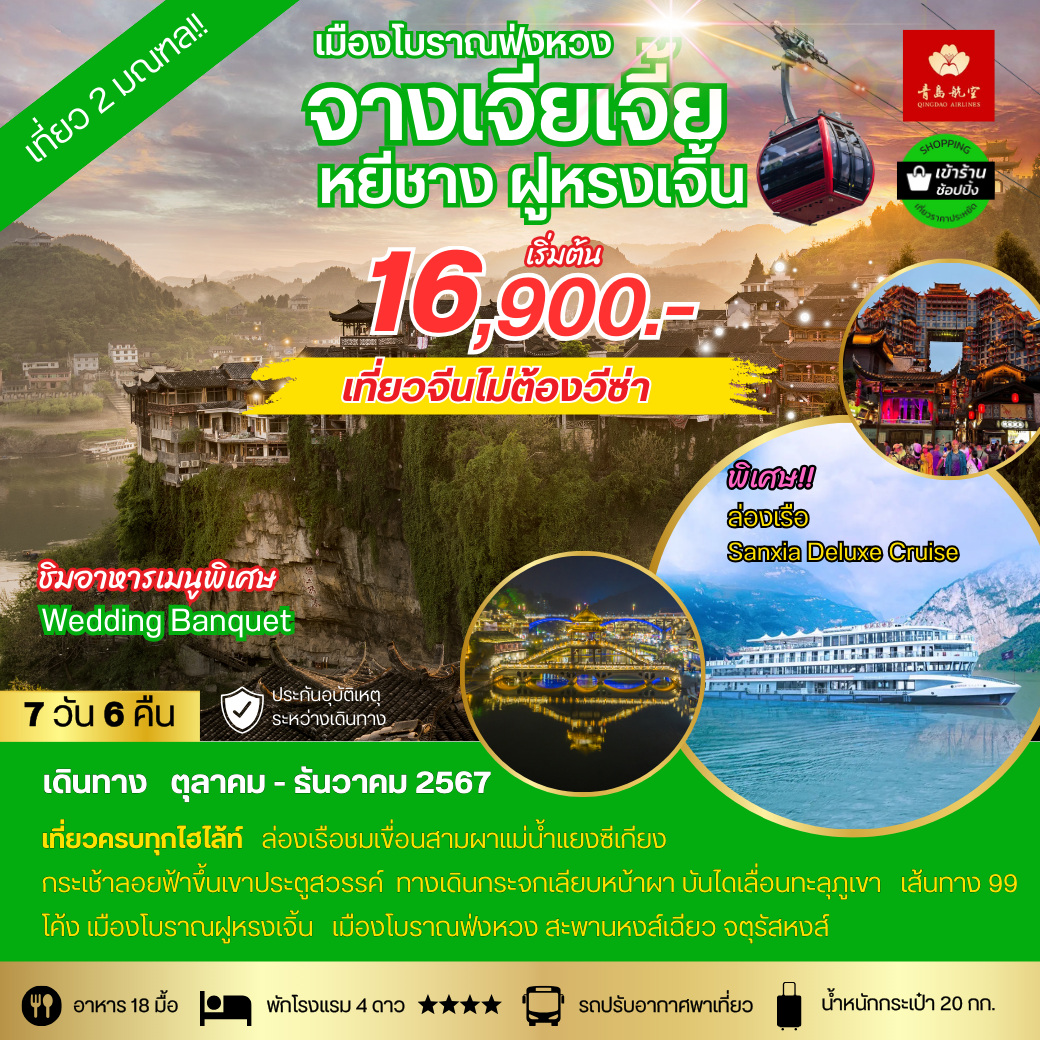 เที่ยว 2 มณฑล!!
เมืองโบราณฟ่งหวง
จางเจียเจี้ย
หยีชาง ฝูหรงเจิ้น
青島航空
QINGDAO AIRLINES
SHOPPING
เข้าร้าน
ช้อปปิ้ง
เที่ยวราคาประหยัด
เริ่มต้น
16,900.-
เที่ยวจีนไม่ต้องวีซ่า
พิเศษ!!
ล่องเรือ
Sanxia Deluxe Cruise
ชิมอาหารเมนูพิเศษ
Wedding Banquet
7 วัน 6 คืน
ประกันอุบัติเหตุ
ระหว่างเดินทาง
เดินทาง ตุลาคม - ธันวาคม 2567
เที่ยวครบทุกไฮไล้ท์ ล่องเรือชมเขื่อนสามผาแม่น้ำแยงซีเกียง
กระเช้าลอยฟ้าขึ้นเขาประตูสวรรค์ ทางเดินกระจกเลียบหน้าผา บันไดเลื่อนทะลุภูเขา เส้นทาง 99
โค้ง เมืองโบราณฝูหรงเจิ้น เมืองโบราณฟ่งหวง สะพานหงส์เฉียว จตุรัสหงส์
อาหาร 18 มื้อ
พักโรงแรม 4 ดาว
รถปรับอากาศพาเที่ยว
น้ำหนักกระเป๋า 20 กก.